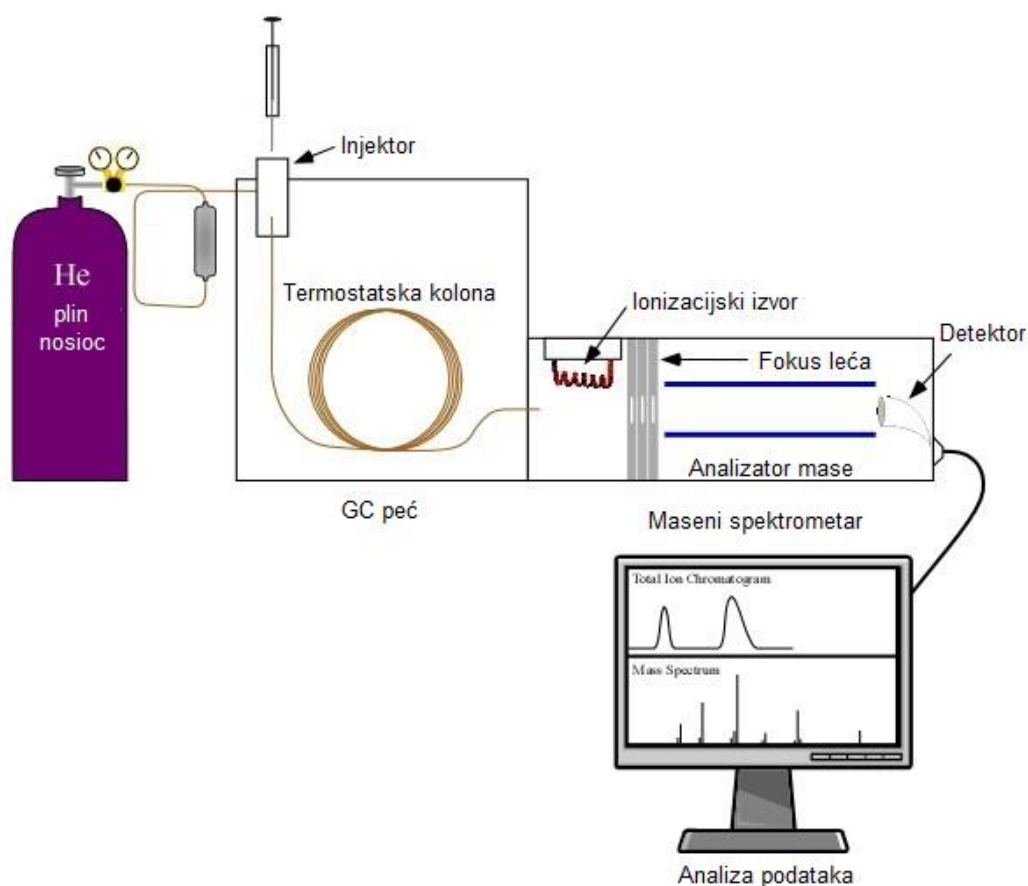 Injektor
He
plin
nosioc
Termostatska kolona
Ionizacijski izvor
Detektor
Fokus leća
Analizator mase
GC peć
Maseni spektrometar
Total Ion Chromatogram
Mass Spectrum
Analiza podataka